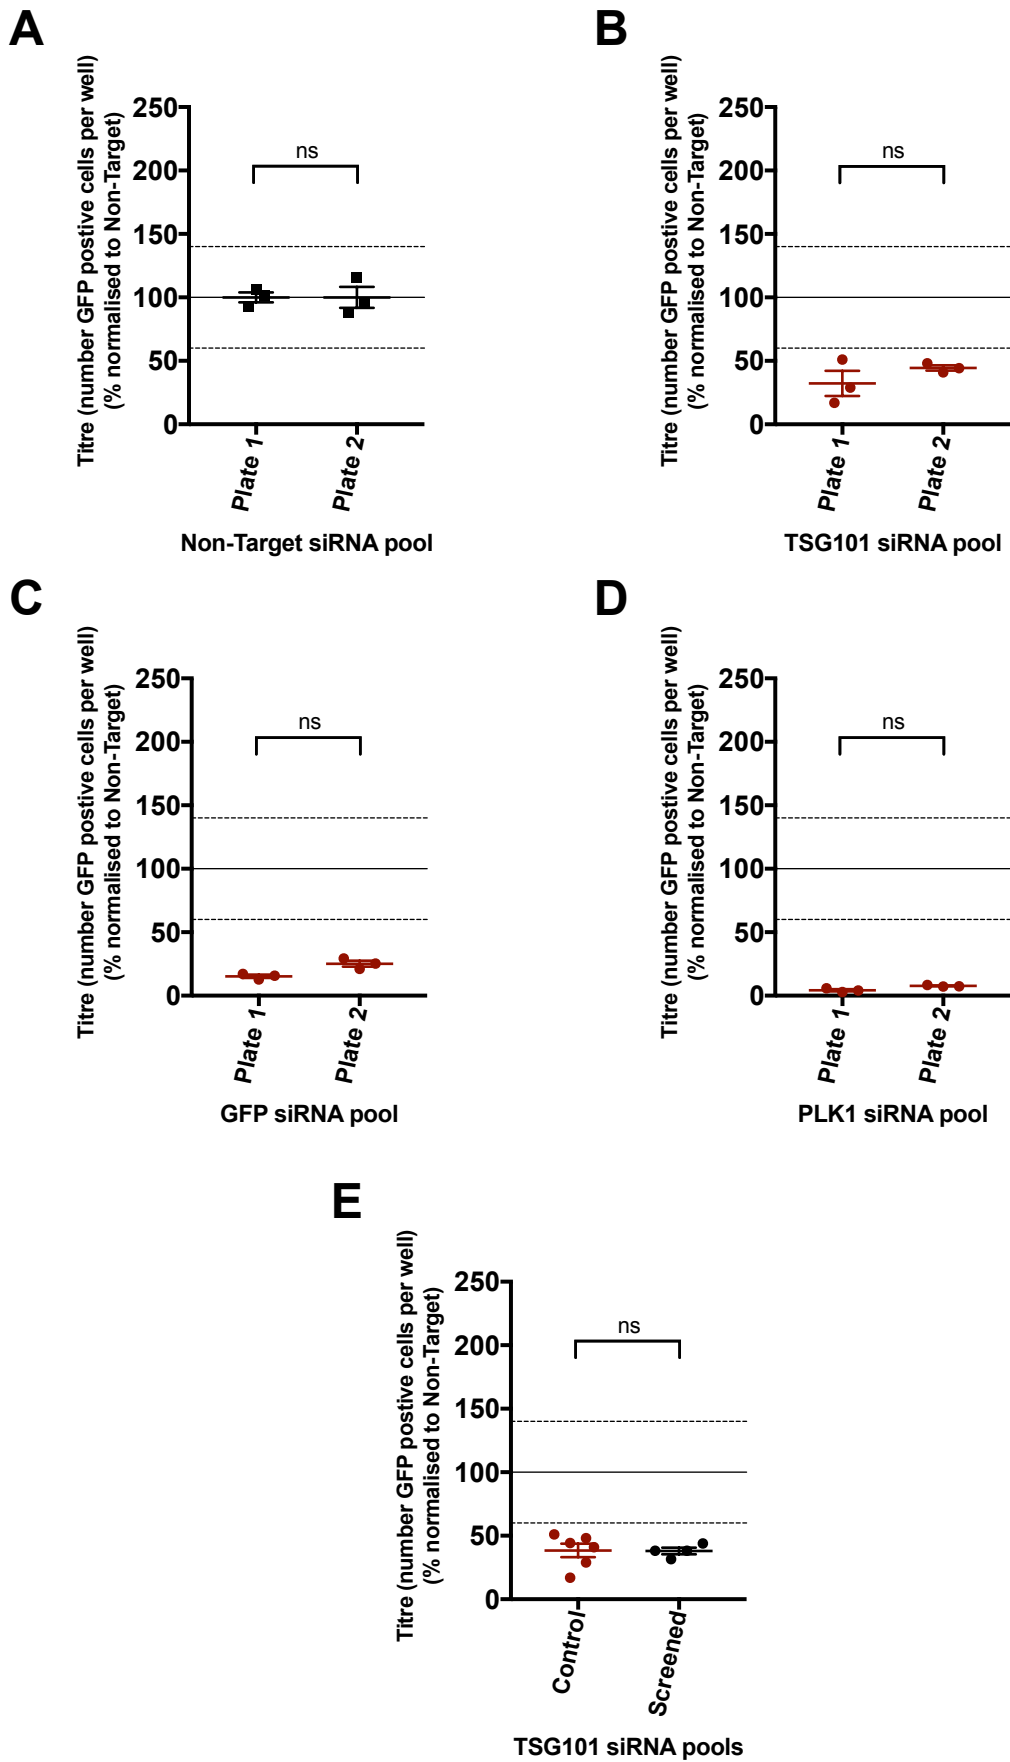 A
Titre (number GFP postive cells per well)
(% normalised to Non-Target)
250
200
150
100
50
0
ns
Plate 1
Plate 2
Non-Target siRNA pool
B
Titre (number GFP postive cells per well)
(% normalised to Non-Target)
250
200
150
100
50
0
ns
Plate 1
Plate 2
TSG101 siRNA pool
C
Titre (number GFP postive cells per well)
(% normalised to Non-Target)
250
200
150
100
50
0
ns
Plate 1
Plate 2
GFP siRNA pool
D
Titre (number GFP postive cells per well)
(% normalised to Non-Target)
250
200
150
100
50
0
ns
Plate 1
Plate 2
PLK1 siRNA pool
E
Titre (number GFP postive cells per well)
(% normalised to Non-Target)
250
200
150
100
50
0
ns
Control
Screened
TSG101 siRNA pools